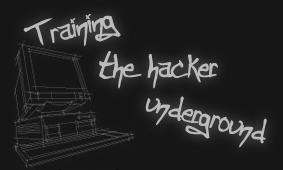 Training
the hacker
underground